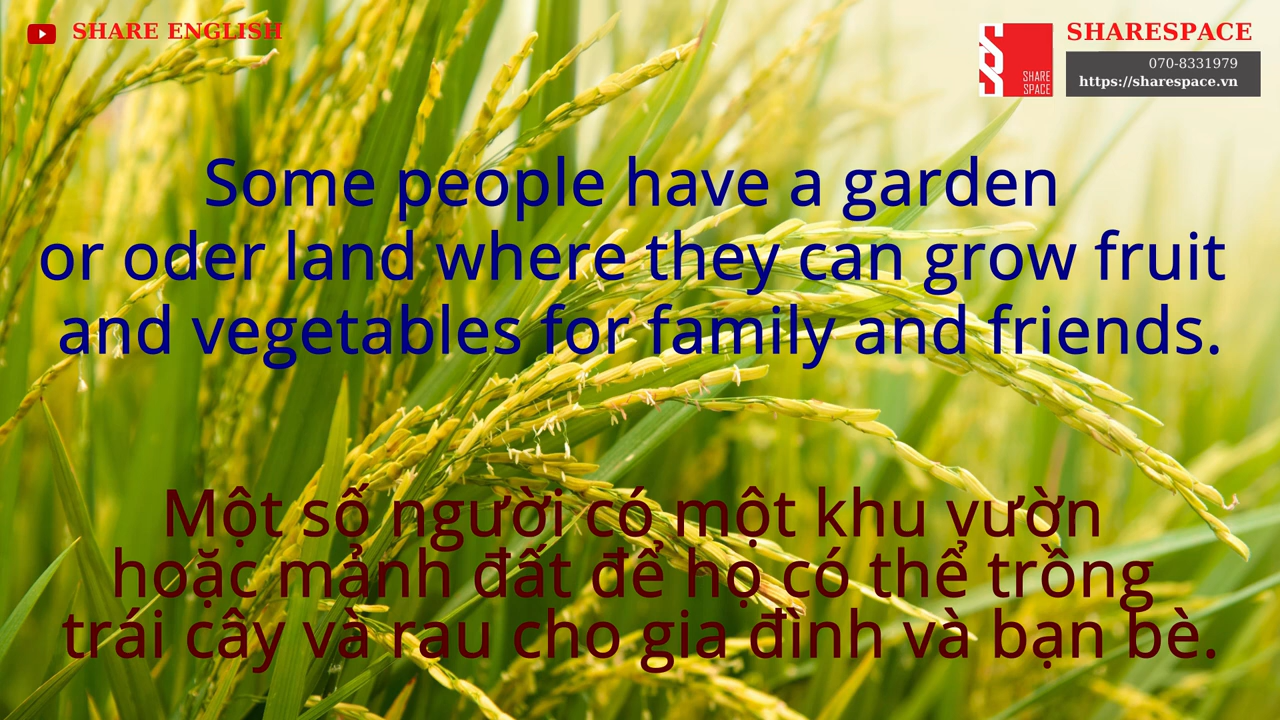 SHARE ENGLISH
SHARE
SPACE
SHARESPACE
070-8331979
https://sharespace.vn
Some people have a garden
or oder land where they can grow fruit
and vegetables for family and friends.
Một số người có một khu vườn
hoặc mảnh đất để họ có thể trồng
trái cây và rau cho gia đình và bạn bè.